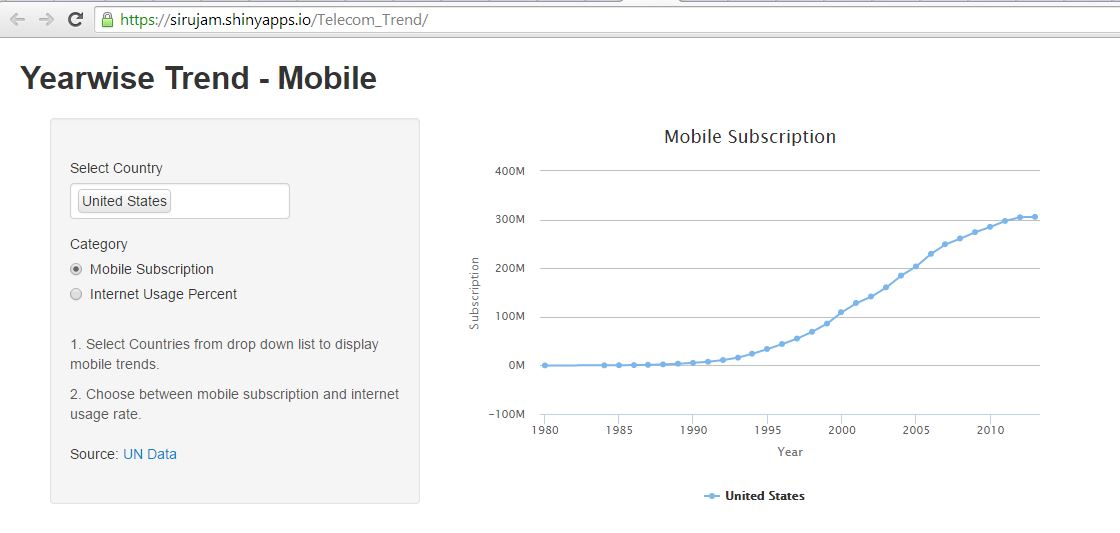 https://sirujam.shinyapps.io/Telecom_Trend/
Yearwise Trend - Mobile
Select Country
United States
Category
Mobile Subscription
Internet Usage Percent
1. Select Countries from drop down list to display
mobile trends.
2. Choose between mobile subscription and internet
usage rate.
Source: UN Data
Mobile Subscription
Subscription
400M
300M
200M
100M
0M
-100M
1980 1985 1990 1995 2000 2005 2010
Year
United States